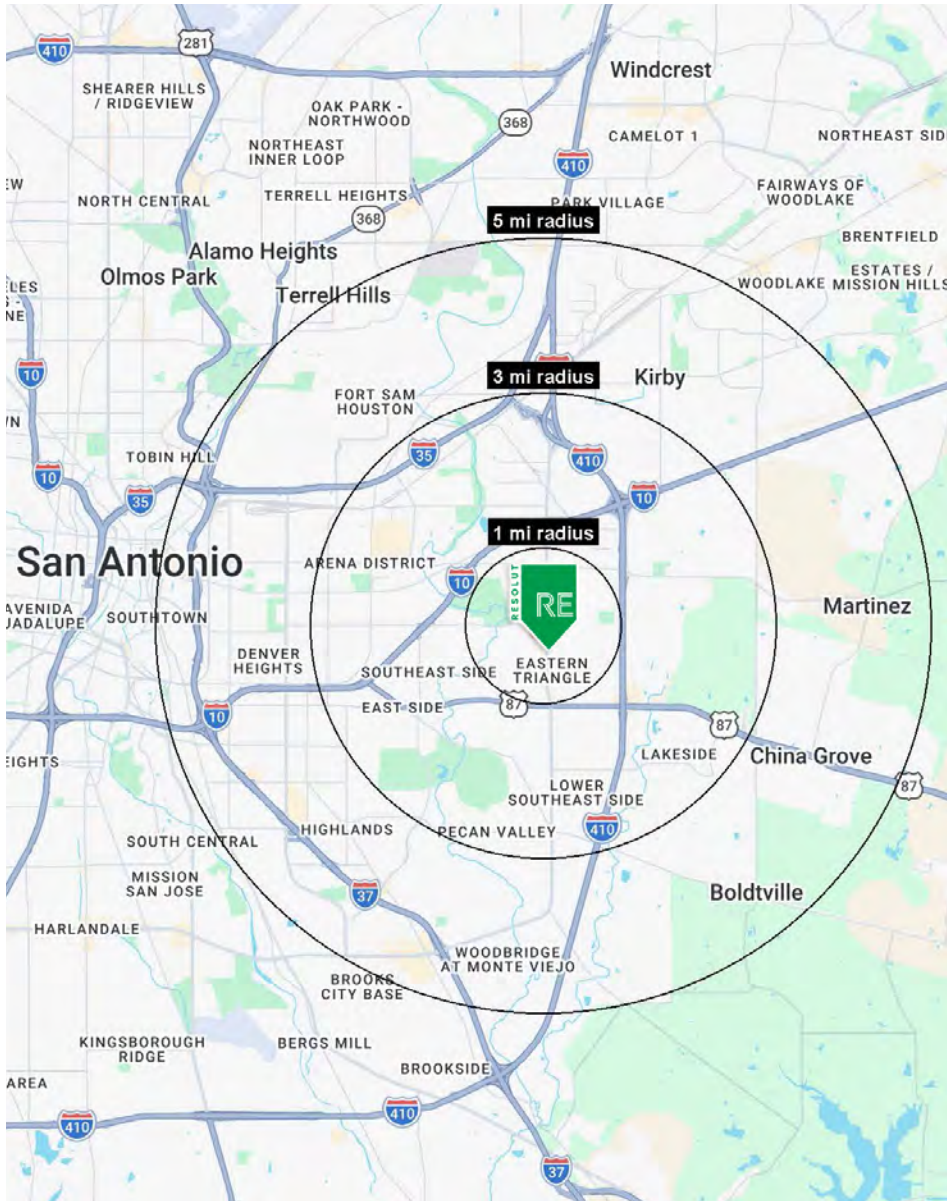 281
410
Windcrest
SHEARER HILLS
/ RIDGEVIEW
OAK PARK -
NORTHWOOD
368
CAMELOT 1
NORTHEAST SID
NORTHEAST
INNER LOOP
410
EW
TERRELL HEIGHTS
FAIRWAYS OF
WOODLAKE
NORTH CENTRAL
368
PARK VILLAGE
5 mi radius
BRENTFIELD
Alamo Heights
Olmos Park
ESTATES /
MISSION HILLS
WOODLAKE
ELES
S -
NE
Terrell Hills
10
3 mi radius
Kirby
FORT SAM
HOUSTON
WN
TOBIN HILL
35
410
10
35
10
1 mi radius
San Antonio
ARENA DISTRICT
10
RESOLUT
RE
AVENIDA
UADALUPE
SOUTHTOWN
Martinez
DENVER
HEIGHTS
SOUTHEAST SIDE
EASTERN
TRIANGLE
EAST SIDE
87
10
87
LAKESIDE
China Grove
EIGHTS
87
LOWER
SOUTHEAST SIDE
HIGHLANDS
PECAN VALLEY
410
SOUTH CENTRAL
MISSION
SAN JOSE
37
Boldtville
HARLANDALE
WOODBRIDGE
AT MONTE VIEJO
BROOKS
CITY BASE
KINGSBOROUGH
RIDGE
BERGS MILL
BROOKSIDE
AREA
410
410
37